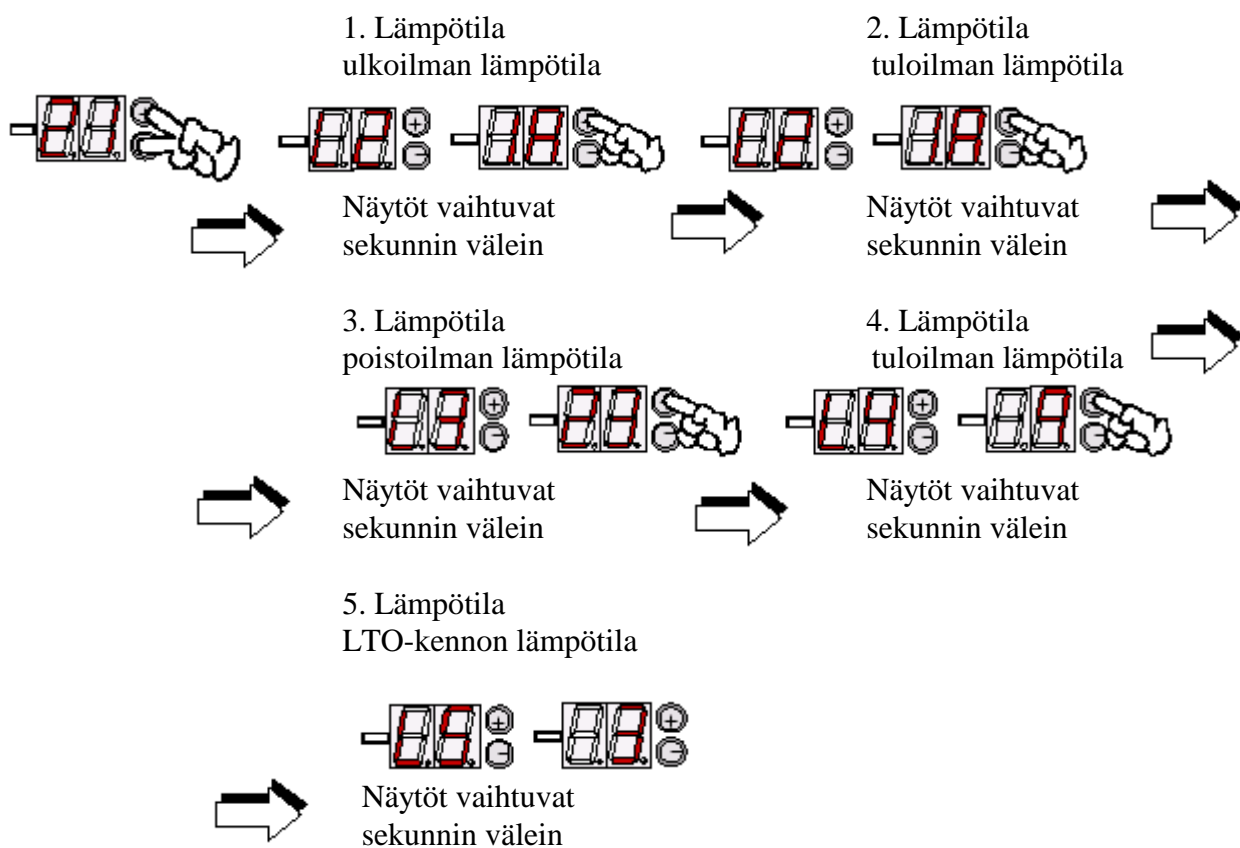 1. Lämpötila
ulkoilman lämpötila
2. Lämpötila
tuloilman lämpötila
21
Näytöt vaihtuvat
sekunnin välein
Näytöt vaihtuvat
sekunnin välein
3. Lämpötila
poistoilman lämpötila
4. Lämpötila
tuloilman lämpötila
Näytöt vaihtuvat
sekunnin välein
Näytöt vaihtuvat
sekunnin välein
5. Lämpötila
LTO-kennon lämpötila
Näytöt vaihtuvat
sekunnin välein